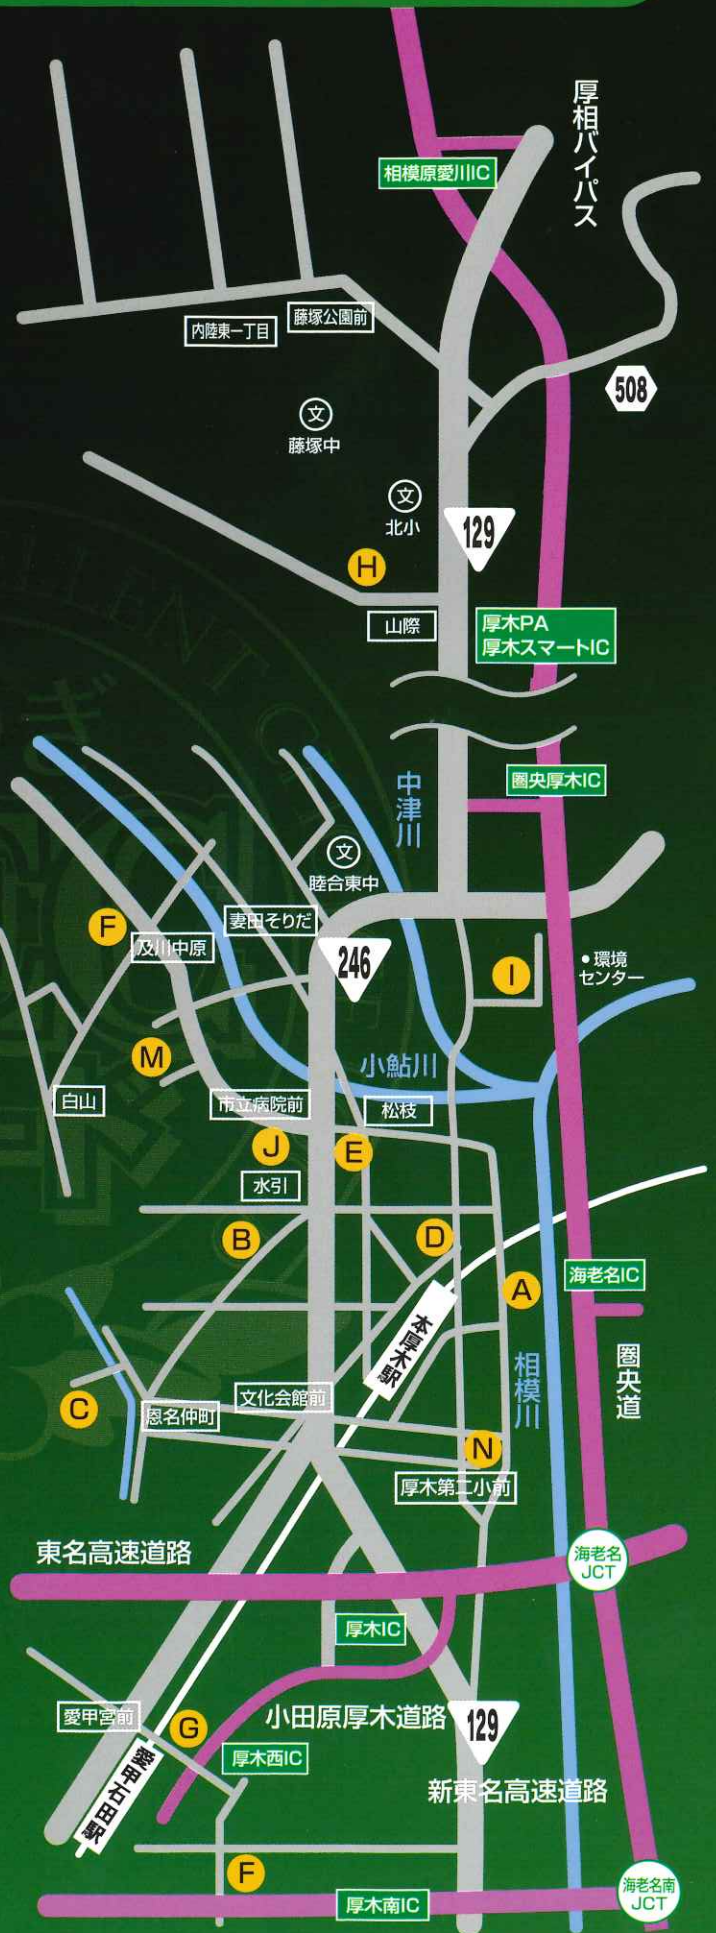 厚相バイパス
相模原愛川IC
内陸東一丁目
藤塚公園前
508
文
藤塚中
文
北小
129
H
山際
厚木PA
厚木スマートIC
中津川
圏央厚木IC
文
睦合東中
妻田そりだ
F
及川中原
246
I
・環境
センター
M
小鮎川
白山
市立病院前
松枝
J
E
水引
B
D
A
海老名IC
本厚木駅
圏央道
相模川
C
文化会館前
恩名仲町
N
厚木第二小前
東名高速道路
海老名
JCT
厚木IC
愛甲宮前
G
小田原厚木道路
129
厚木西IC
愛甲石田駅
新東名高速道路
F
厚木南IC
海老名南
JCT